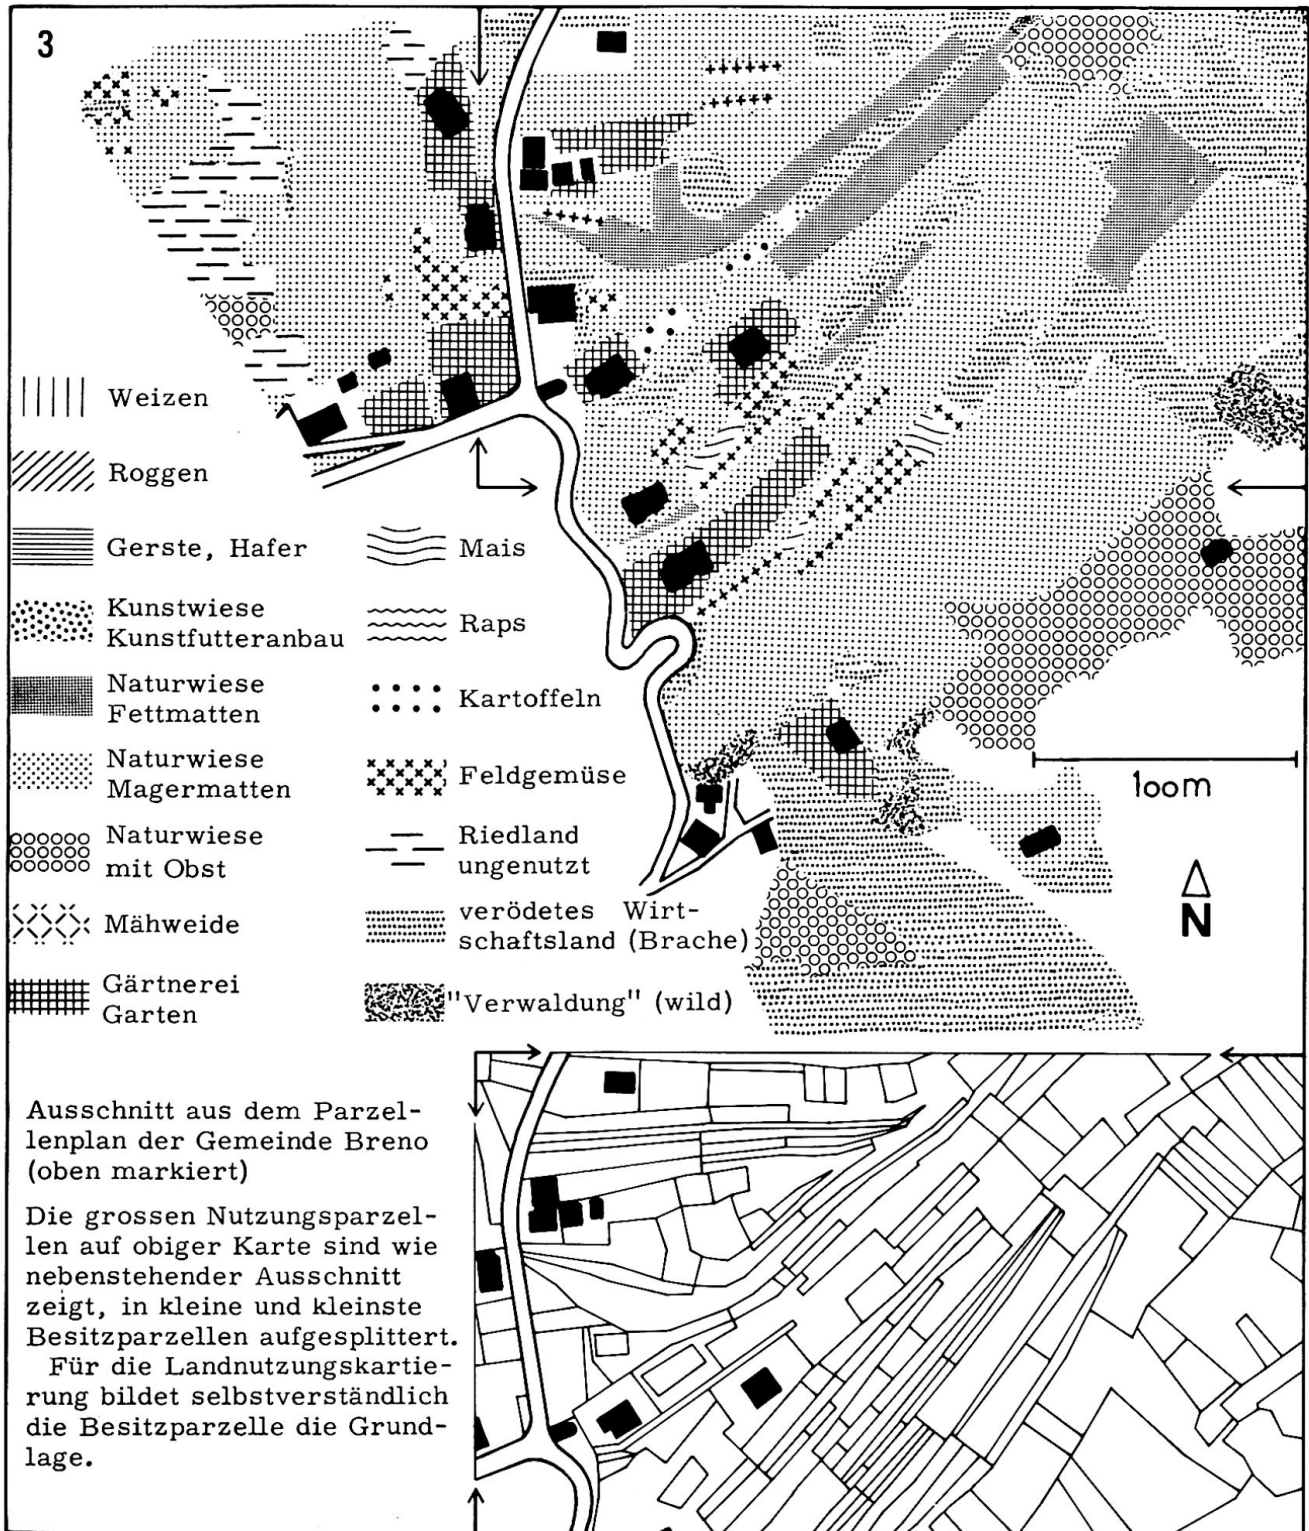 3
Weizen
Roggen
Gerste, Hafer
Kunstwiese
Kunstfutteranbau
Naturwiese
Fettmatten
Naturwiese
Magermatten
Naturwiese
mit Obst
Mähweide
Gärtnerei
Garten
Mais
Raps
Kartoffeln
Feldgemüse
Riedland
ungenutzt
verödetes Wirt-
schaftsland (Brache)
"Verwaldung" (wild)
100m
N
Ausschnitt aus dem Parzel-
lenplan der Gemeinde Breno
(oben markiert)
Die grossen Nutzungsparzel-
len auf obiger Karte sind wie
nebenstehender Ausschnitt
zeigt, in kleine und kleinste
Besitzparzellen aufgesplittert.
Für die Landnutzungskartie-
rung bildet selbstverständlich
die Besitzparzelle die Grund-
lage.